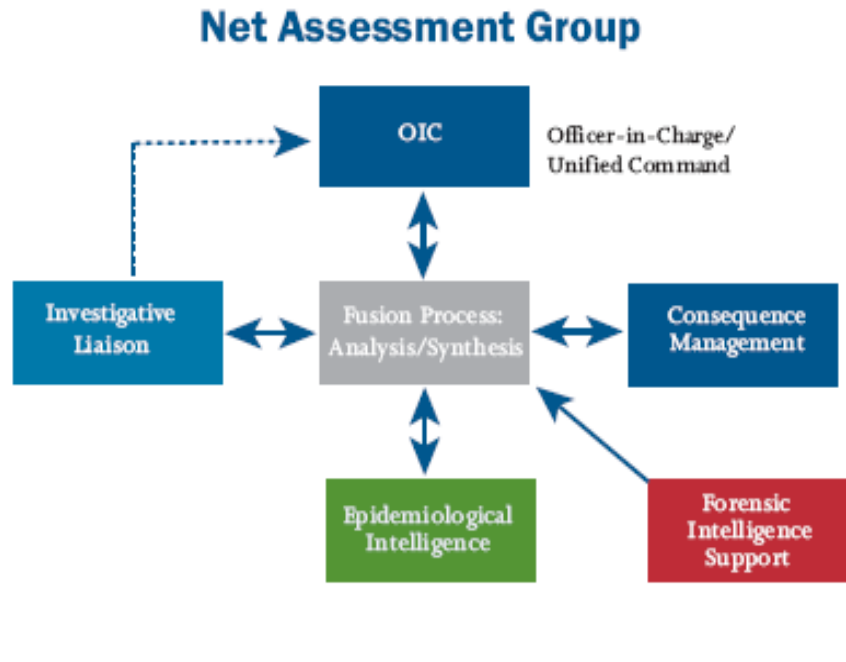 Net Assessment Group
OIC
Officer-in-Charge/
Unified Command
Investigative
Liaison
Fusion Process:
Analysis/Synthesis
Consequence
Management
Epidemiological
Intelligence
Forensic
Intelligence
Support